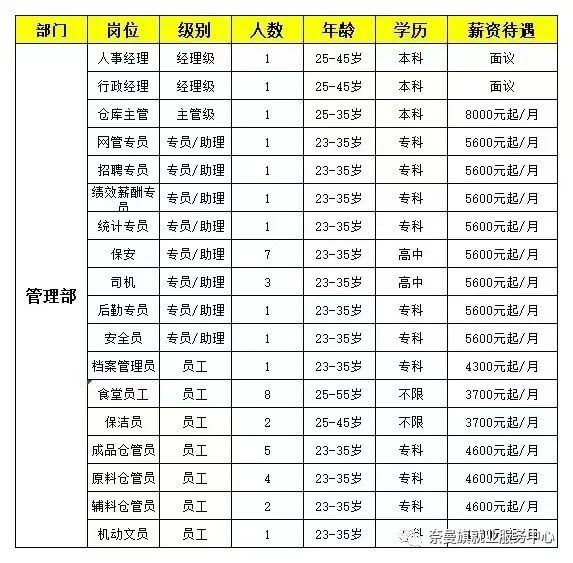 部门 岗位 级别 人数 年龄 学历 薪资待遇
人事经理 经理级 1 25-45岁 本科 面议
行政经理 经理级 1 25-45岁 本科 面议
仓库主管 主管级 1 25-35岁 本科 8000元起/月
网管专员 专员/助理 1 23-35岁 专科 5600元起/月
招聘专员 专员/助理 1 23-35岁 专科 5600元起/月
绩效薪酬专
员 专员/助理 1 23-35岁 专科 5600元起/月
统计专员 专员/助理 1 23-35岁 专科 5600元起/月
保安 专员/助理 7 23-35岁 高中 5600元起/月
司机 专员/助理 3 23-35岁 高中 5600元起/月
管理部
后勤专员 专员/助理 1 23-35岁 专科 5600元起/月
安全员 专员/助理 1 23-35岁 专科 5600元起/月
档案管理员 员工 1 23-35岁 专科 4300元起/月
食堂员工 员工 8 25-55岁 不限 3700元起/月
保洁员 员工 2 25-45岁 不限 3700元起/月
成品仓管员 员工 5 23-35岁 专科 4600元起/月
原料仓管员 员工 4 23-35岁 专科 4600元起/月
辅料仓管员 员工 2 23-35岁 专科 4600元起/月
机动文员 员工 1 23-35岁 科 月
奈曼旗就业服务中心